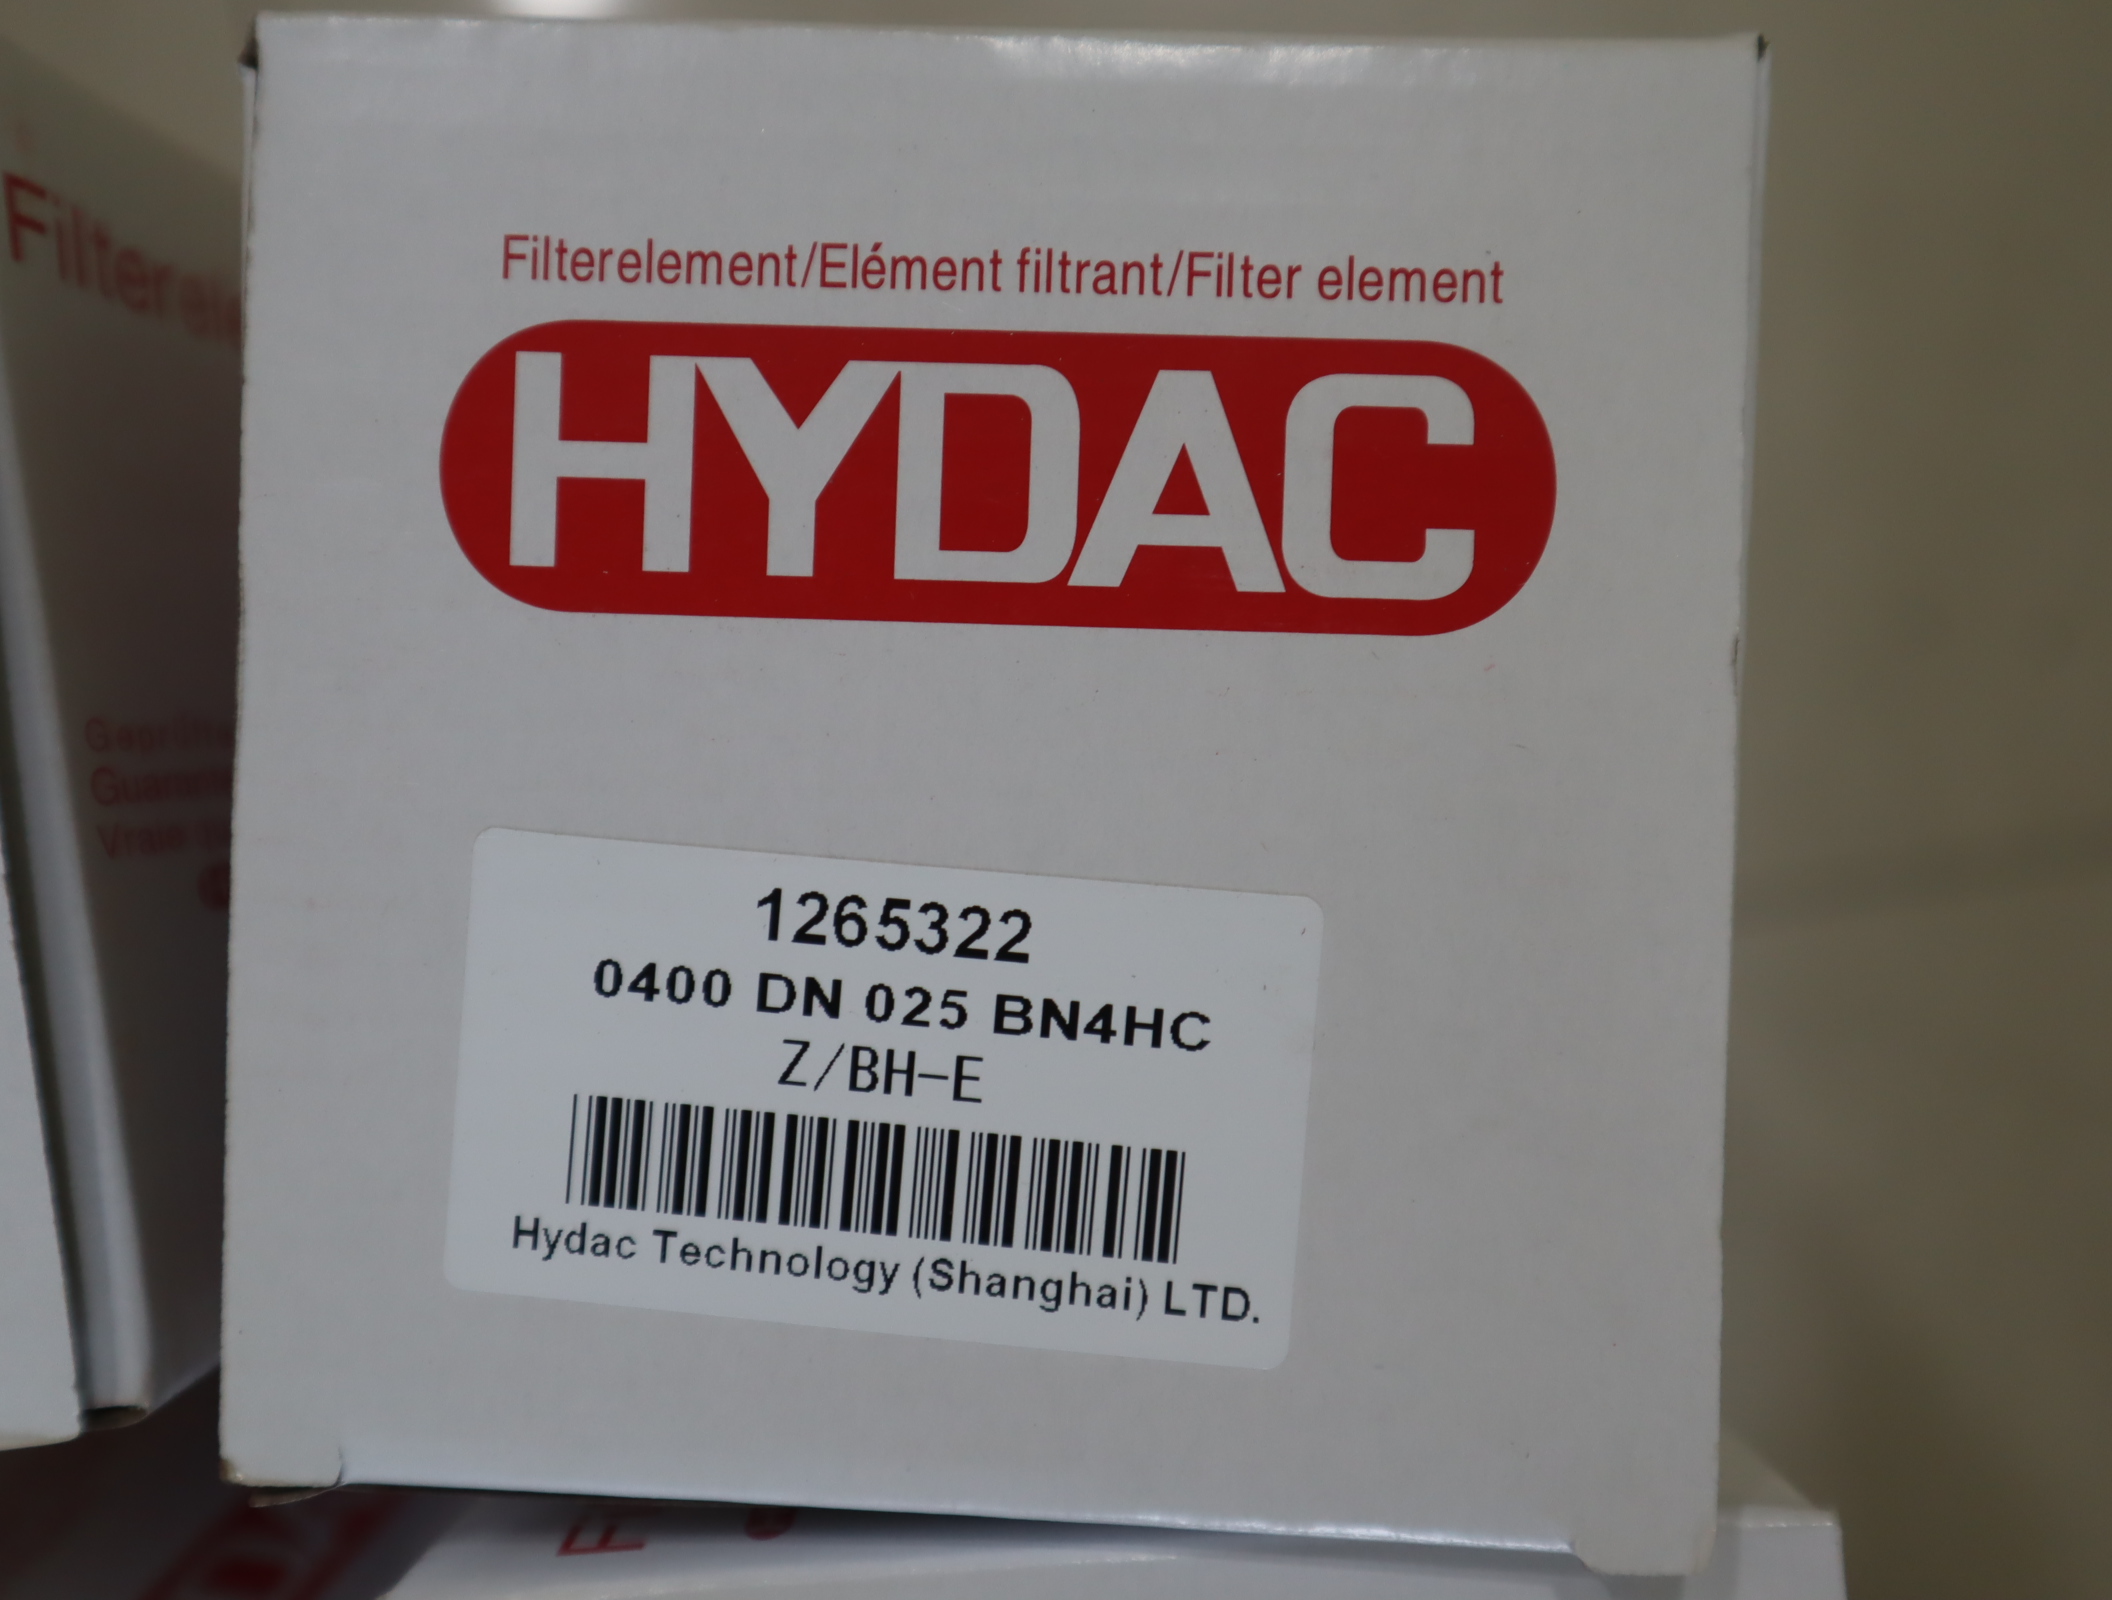 Filterelement/Elément filtrant/Filter element
HYDAC
1265322
0400 DN 025 BN4HC
Z/BH-E
Hydac Technology (Shanghai) LTD.